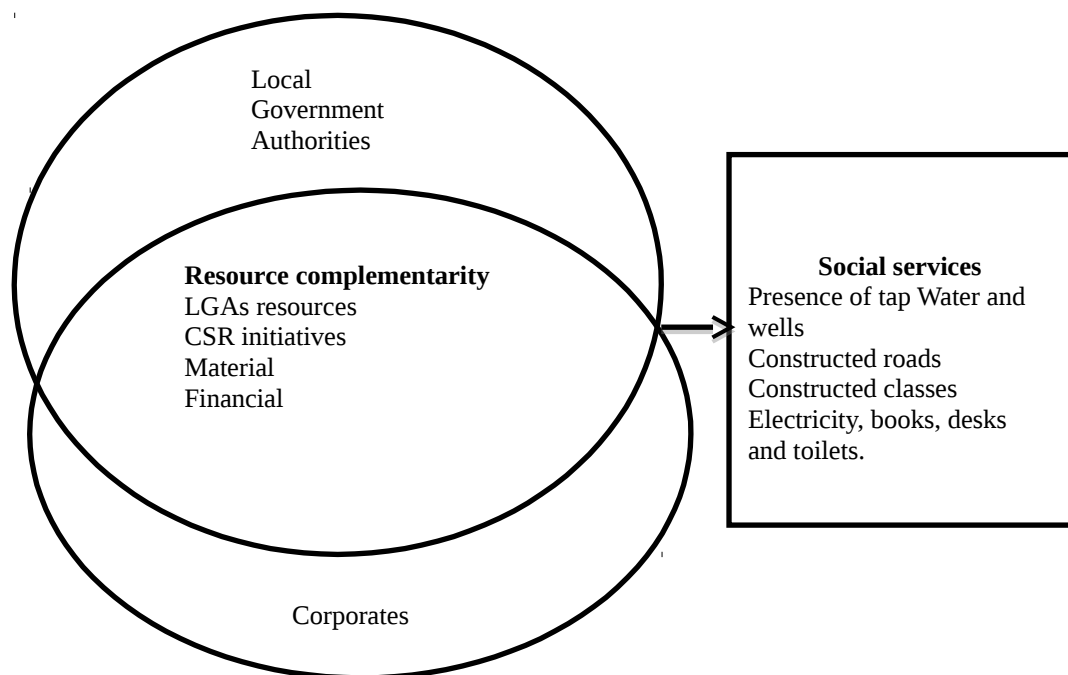 Local
Government
Authorities
Resource complementarity
LGAs resources
CSR initiatives
Material
Financial
Corporates
Social services
Presence of tap Water and
wells
Constructed roads
Constructed classes
Electricity, books, desks
and toilets.